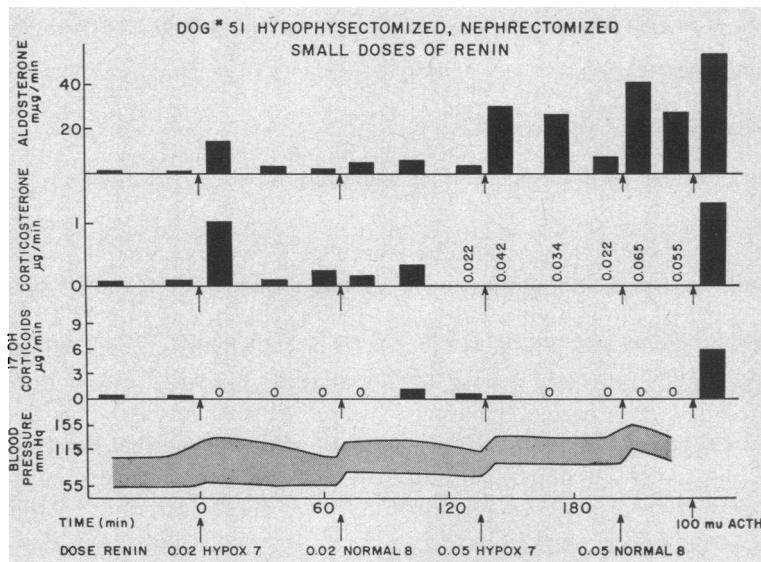 DOG # 51 HYPOPHYSECTOMIZED, NEPHRECTOMIZED
SMALL DOSES OF RENIN
ALDOSTERONE
mµg/min
40
20
CORTICOSTERONE
µg/min
1
0
0.022
0.042
0.034
0.022
0.065
0.055
17 OH
CORTICOIDS
µg/min
9
6
3
0
O O O O O O O O
BLOOD
PRESSURE
mm Hg
155
115
55
0 60 120 180
TIME (min)
100 mu ACTH
DOSE RENIN 0.02 HYPOX 7 0.02 NORMAL 8 0.05 HYPOX 7 0.05 NORMAL 8